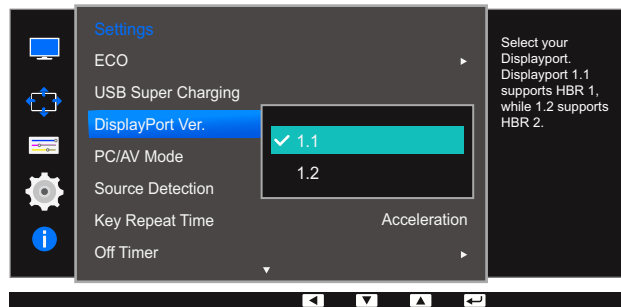 Settings
ECO
USB Super Charging
DisplayPort Ver.
PC/AV Mode
Source Detection
Key Repeat Time Acceleration
Off Timer
1.1
1.2
Select your
Displayport.
Displayport 1.1
supports HBR 1,
while 1.2 supports
HBR 2.